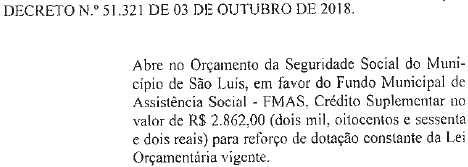 DECRETO N.º 51.321 DE 03 DE OUTUBRO DE 2018.
Abre no Orçamento da Seguridade Social do Muni-
cípio de São Luís, em favor do Fundo Municipal de
Assistência Social - FMAS, Crédito Suplementar no
valor de R$ 2.862,00 (dois mil, oitocentos e sessenta
e dois reais) para reforço de dotação constante da Lei
Orçamentária vigente.